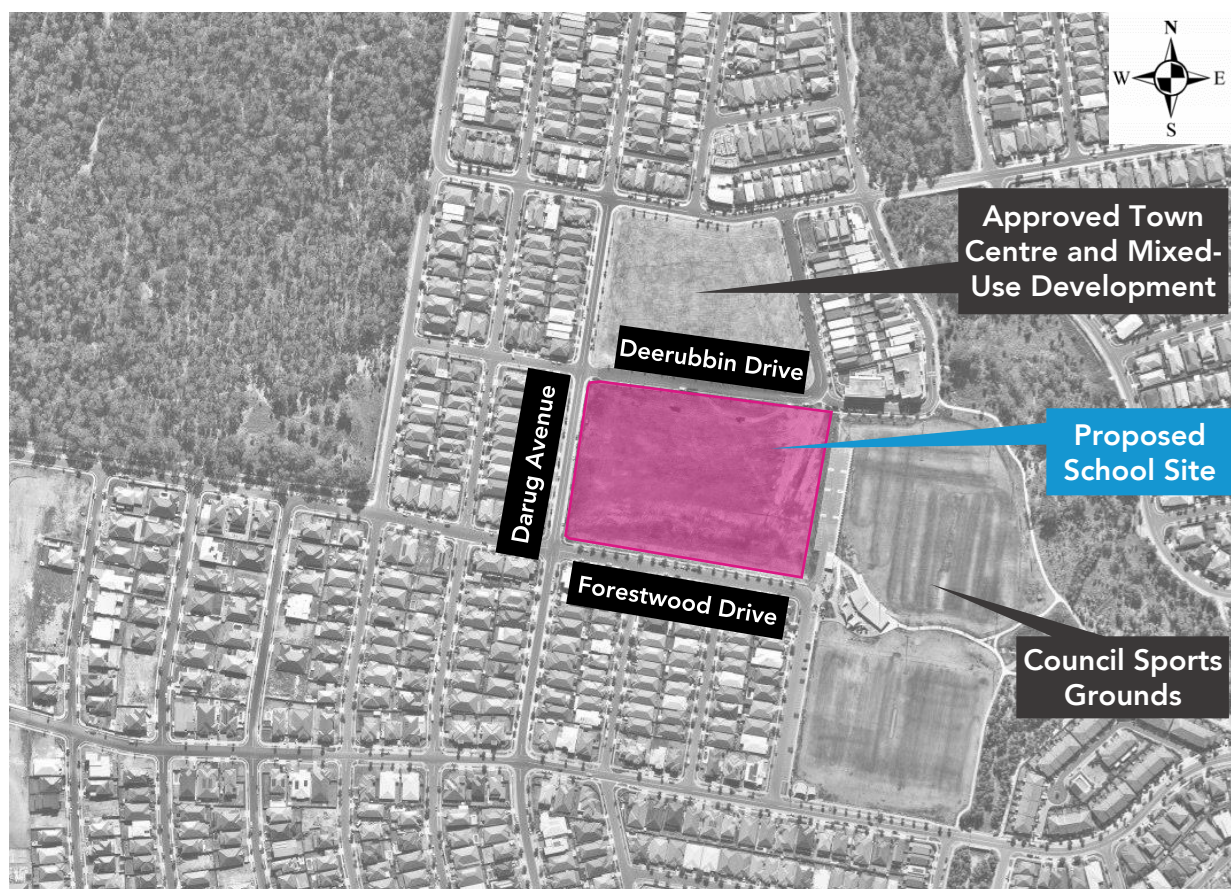 N
W E
S
Approved Town
Centre and Mixed-
Use Development
Deerubbin Drive
Darug Avenue
Proposed
School Site
Forestwood Drive
Council Sports
Grounds